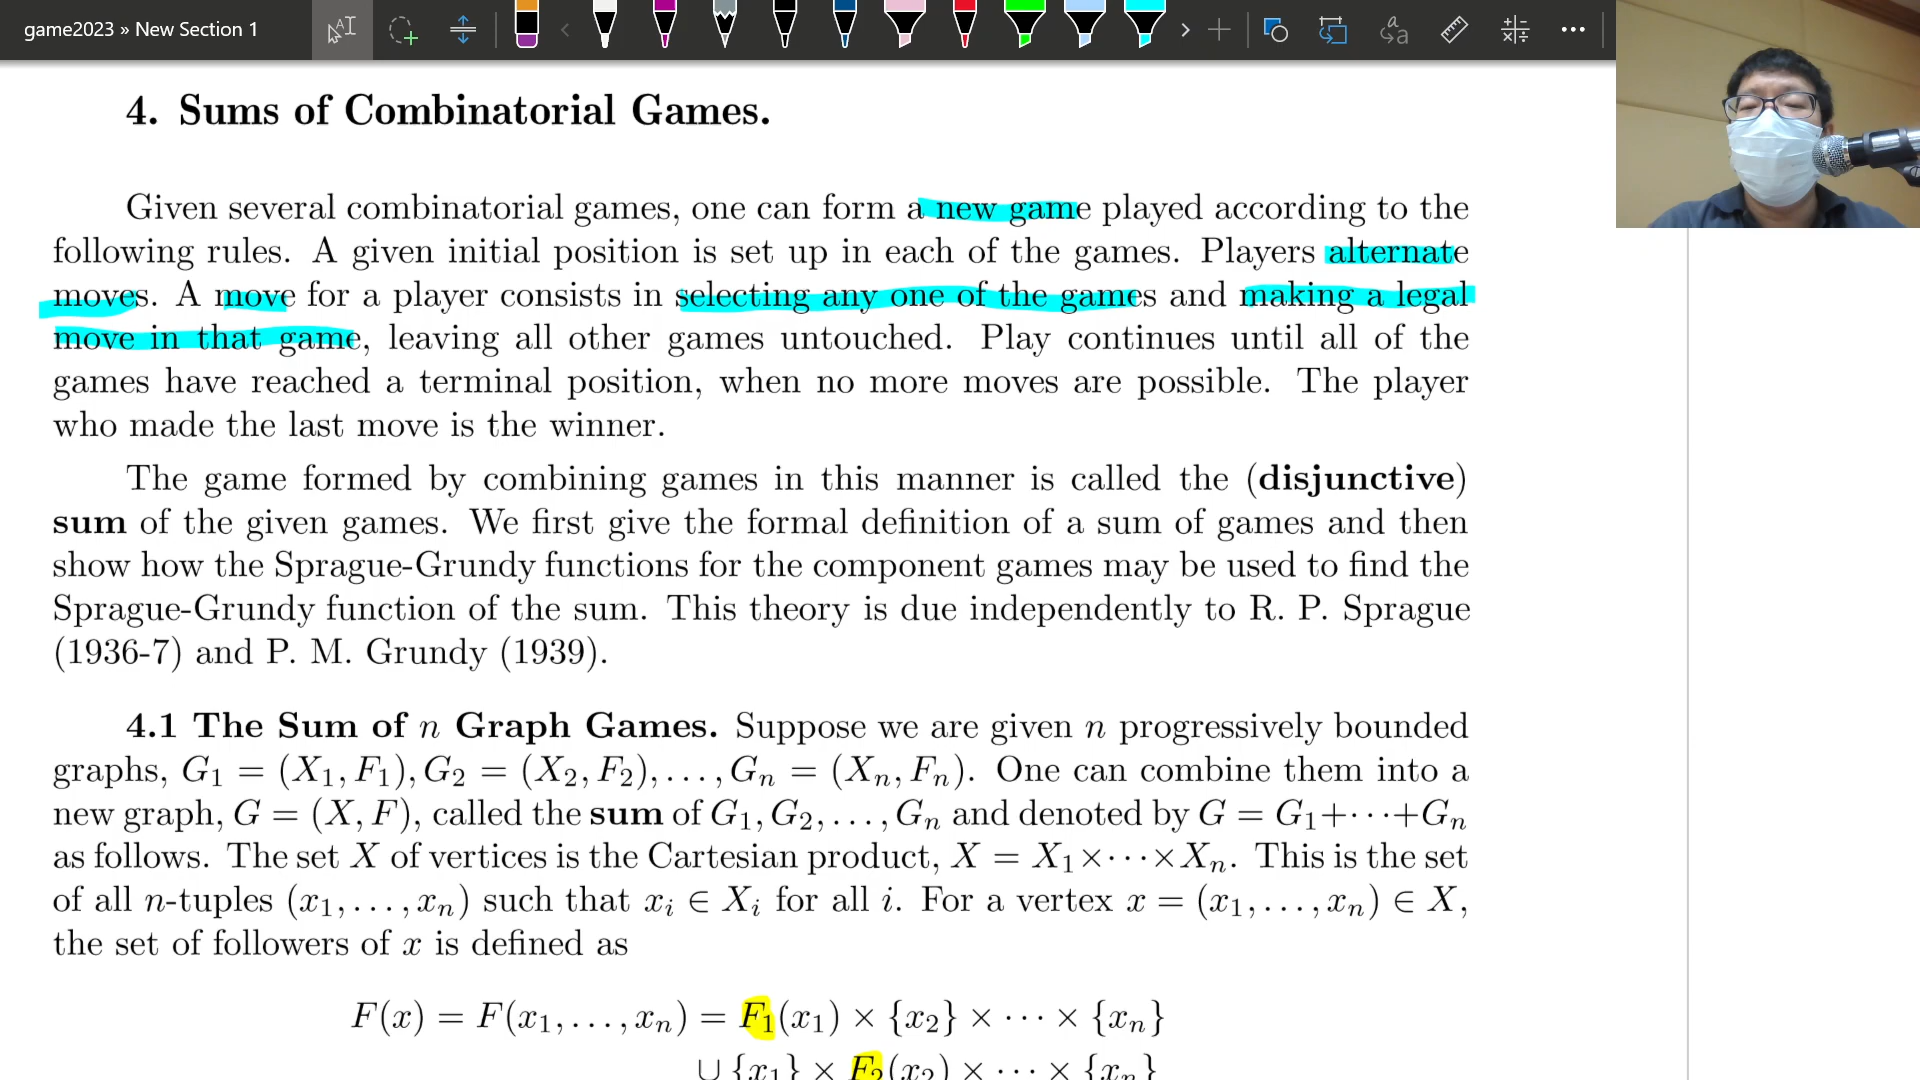 game2023 » New Section 1
4. Sums of Combinatorial Games.
Given several combinatorial games, one can form a new game played according to the
following rules. A given initial position is set up in each of the games. Players alternate
moves. A move for a player consists in selecting any one of the games and making a legal
move in that game, leaving all other games untouched. Play continues until all of the
games have reached a terminal position, when no more moves are possible. The player
who made the last move is the winner.
The game formed by combining games in this manner is called the (disjunctive)
sum of the given games. We first give the formal definition of a sum of games and then
show how the Sprague-Grundy functions for the component games may be used to find the
Sprague-Grundy function of the sum. This theory is due independently to R. P. Sprague
(1936-7) and P. M. Grundy (1939).
4.1 The Sum of n Graph Games. Suppose we are given n progressively bounded
graphs, G₁ = (X₁, F₁), G₂ = (X₂, F₂), . . . , Gₙ = (Xₙ, Fₙ). One can combine them into a
new graph, G = (X, F), called the sum of G₁, G₂, . . . , Gₙ and denoted by G = G₁+···+Gₙ
as follows. The set X of vertices is the Cartesian product, X = X₁×···×Xₙ. This is the set
of all n-tuples (x₁, . . . , xₙ) such that xᵢ ∈ Xᵢ for all i. For a vertex x = (x₁, . . . , xₙ) ∈ X,
the set of followers of x is defined as
F(x) = F(x₁, . . . , xₙ) = F₁(x₁) × {x₂} × ··· × {xₙ}
∪ {x₁} × F₂(x₂) × ··· × {xₙ}